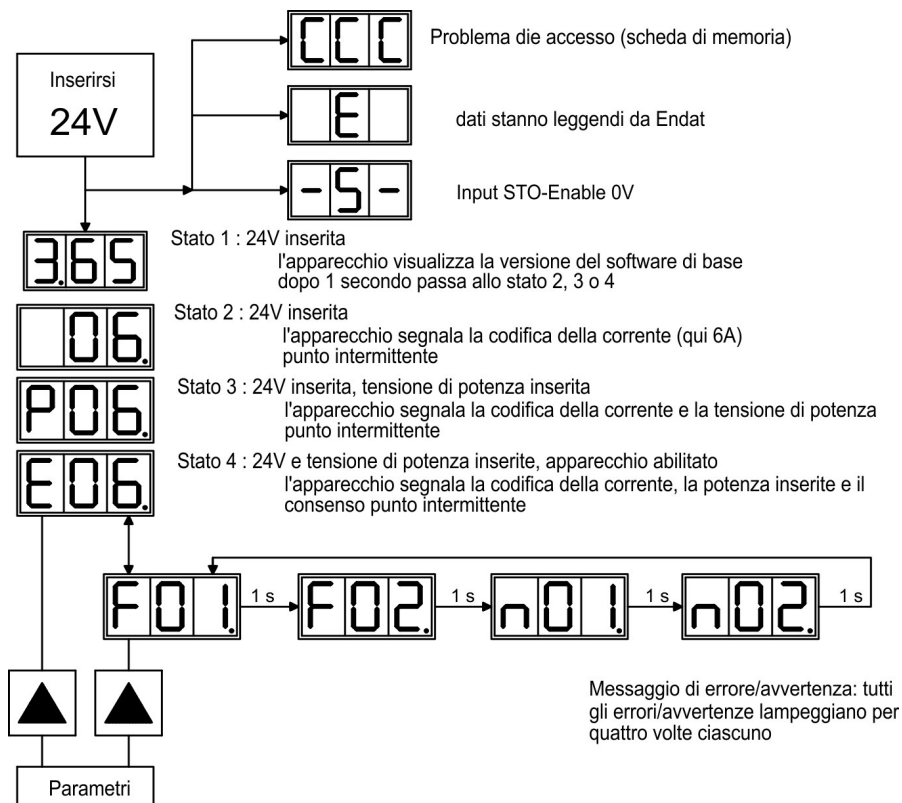 CCC
Problema die accesso (scheda di memoria)
Inserirsi
24V
E
dati stanno leggendi da Endat
-S-
Input STO-Enable 0V
3.65
Stato 1 : 24V inserita
l'apparecchio visualizza la versione del software di base
dopo 1 secondo passa allo stato 2, 3 o 4
06.
Stato 2 : 24V inserita
l'apparecchio segnala la codifica della corrente (qui 6A)
punto intermittente
P06.
Stato 3 : 24V inserita, tensione di potenza inserita
l'apparecchio segnala la codifica della corrente e la tensione di potenza
punto intermittente
E06.
Stato 4 : 24V e tensione di potenza inserite, apparecchio abilitato
l'apparecchio segnala la codifica della corrente, la potenza inserite e il
consenso punto intermittente
F01. 1 s F02. 1 s n01. 1 s n02. 1 s
Messaggio di errore/avvertenza: tutti
gli errori/avvertenze lampeggiano per
quattro volte ciascuno
Parametri